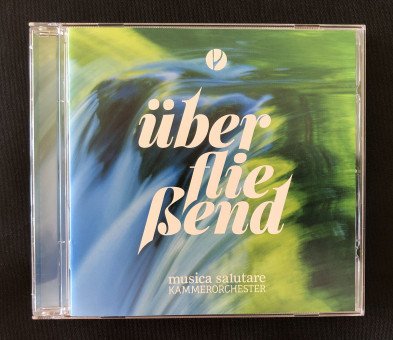 über
flie
ßend
musica salutare
KAMMERORCHESTER